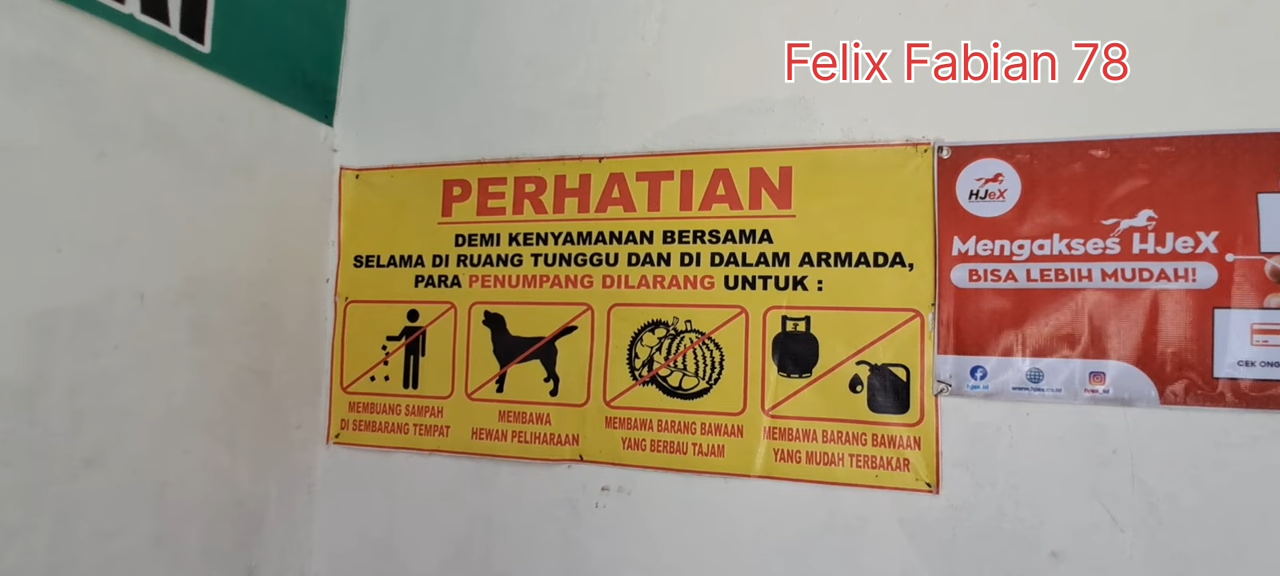 Felix Fabian 78
PERHATIAN
DEMI KENYAMANAN BERSAMA
SELAMA DI RUANG TUNGGU DAN DI DALAM ARMADA,
PARA PENUMPANG DILARANG UNTUK :
MEMBUANG SAMPAH
DI SEMBARANG TEMPAT
MEMBAWA
HEWAN PELIHARAAN
MEMBAWA BARANG BAWAAN
YANG BERBAU TAJAM
MEMBAWA BARANG BAWAAN
YANG MUDAH TERBAKAR
HJeX
Mengakses HJeX
BISA LEBIH MUDAH!
CEK ONG